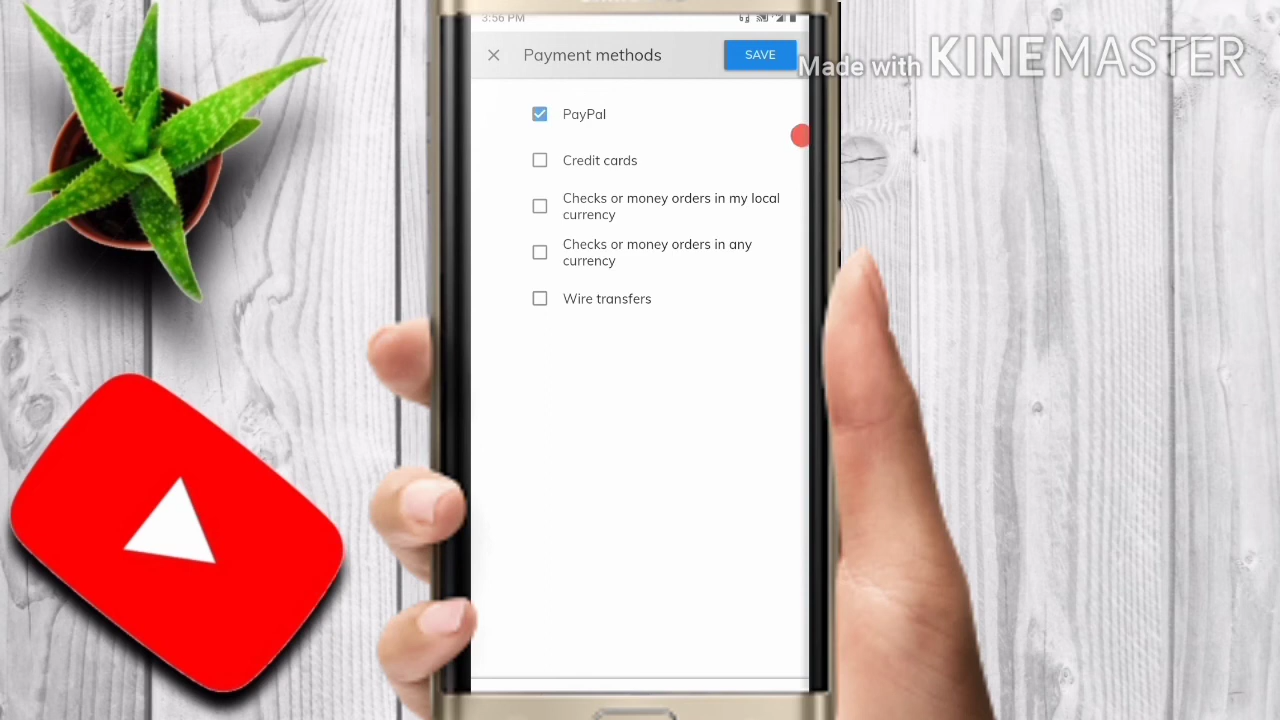 3:56 PM
Payment methods
SAVE
Made with KINEMASTER
PayPal
Credit cards
Checks or money orders in my local
currency
Checks or money orders in any
currency
Wire transfers